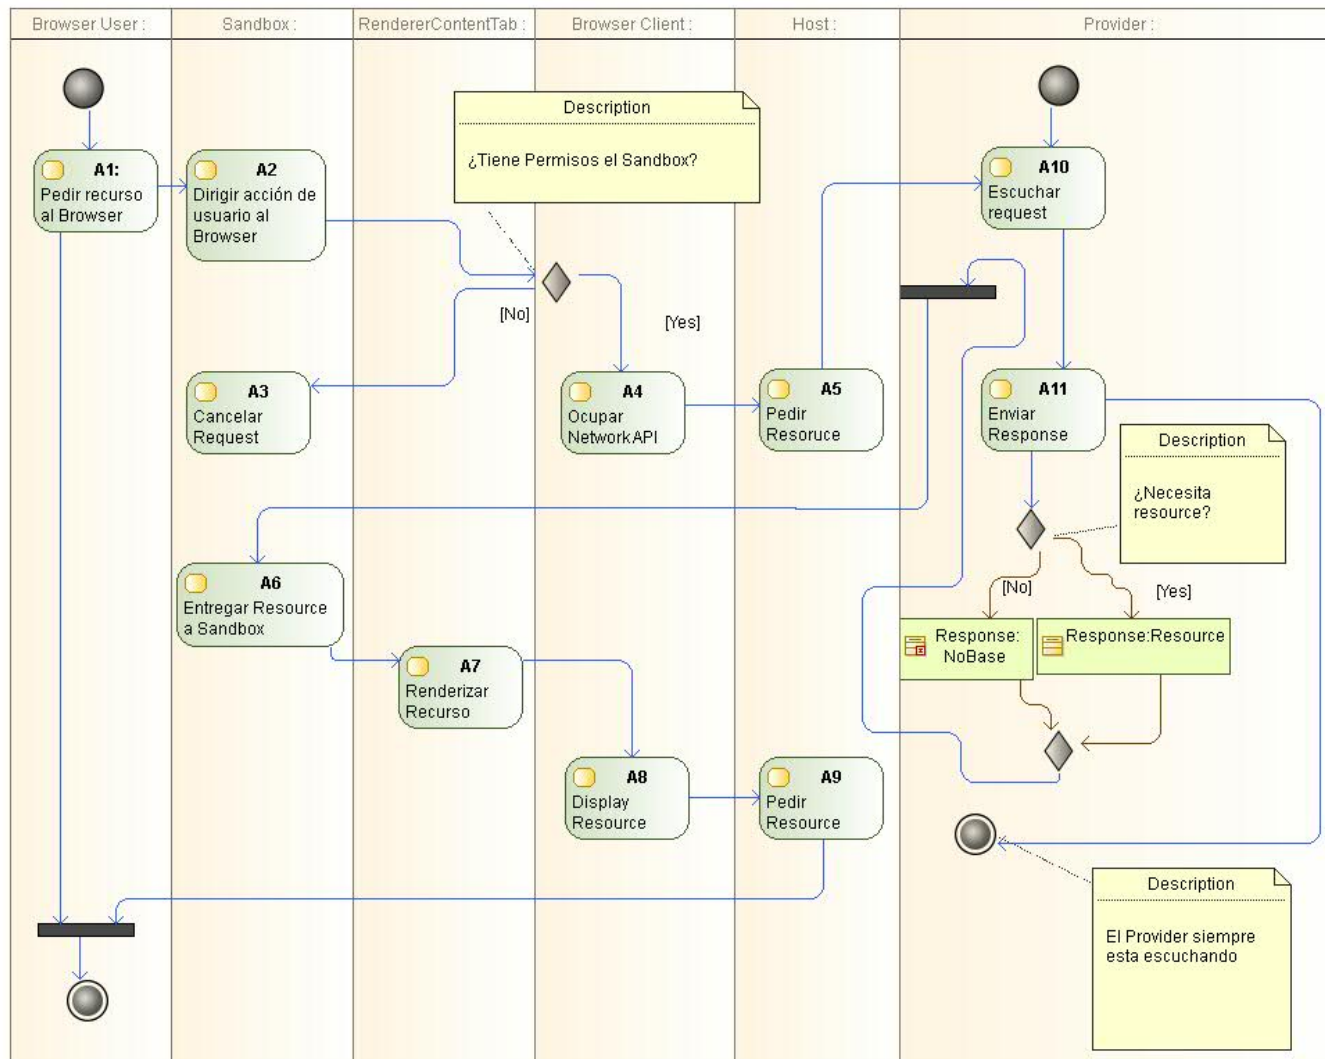 Browser User :
Sandbox :
RendererContentTab :
Browser Client :
Host :
Provider :
Description
¿Tiene Permisos el Sandbox?
A1:
Pedir recurso
al Browser
A2
Dirigir acción de
usuario al
Browser
A10
Escuchar
request
[No]
[Yes]
A3
Cancelar
Request
A4
Ocupar
NetworkAPI
A5
Pedir
Resoruce
A11
Enviar
Response
Description
¿Necesita
resource?
A6
Entregar Resource
a Sandbox
[No]
[Yes]
Response:
NoBase
Response:Resource
A7
Renderizar
Recurso
A8
Display
Resource
A9
Pedir
Resource
Description
El Provider siempre
esta escuchando